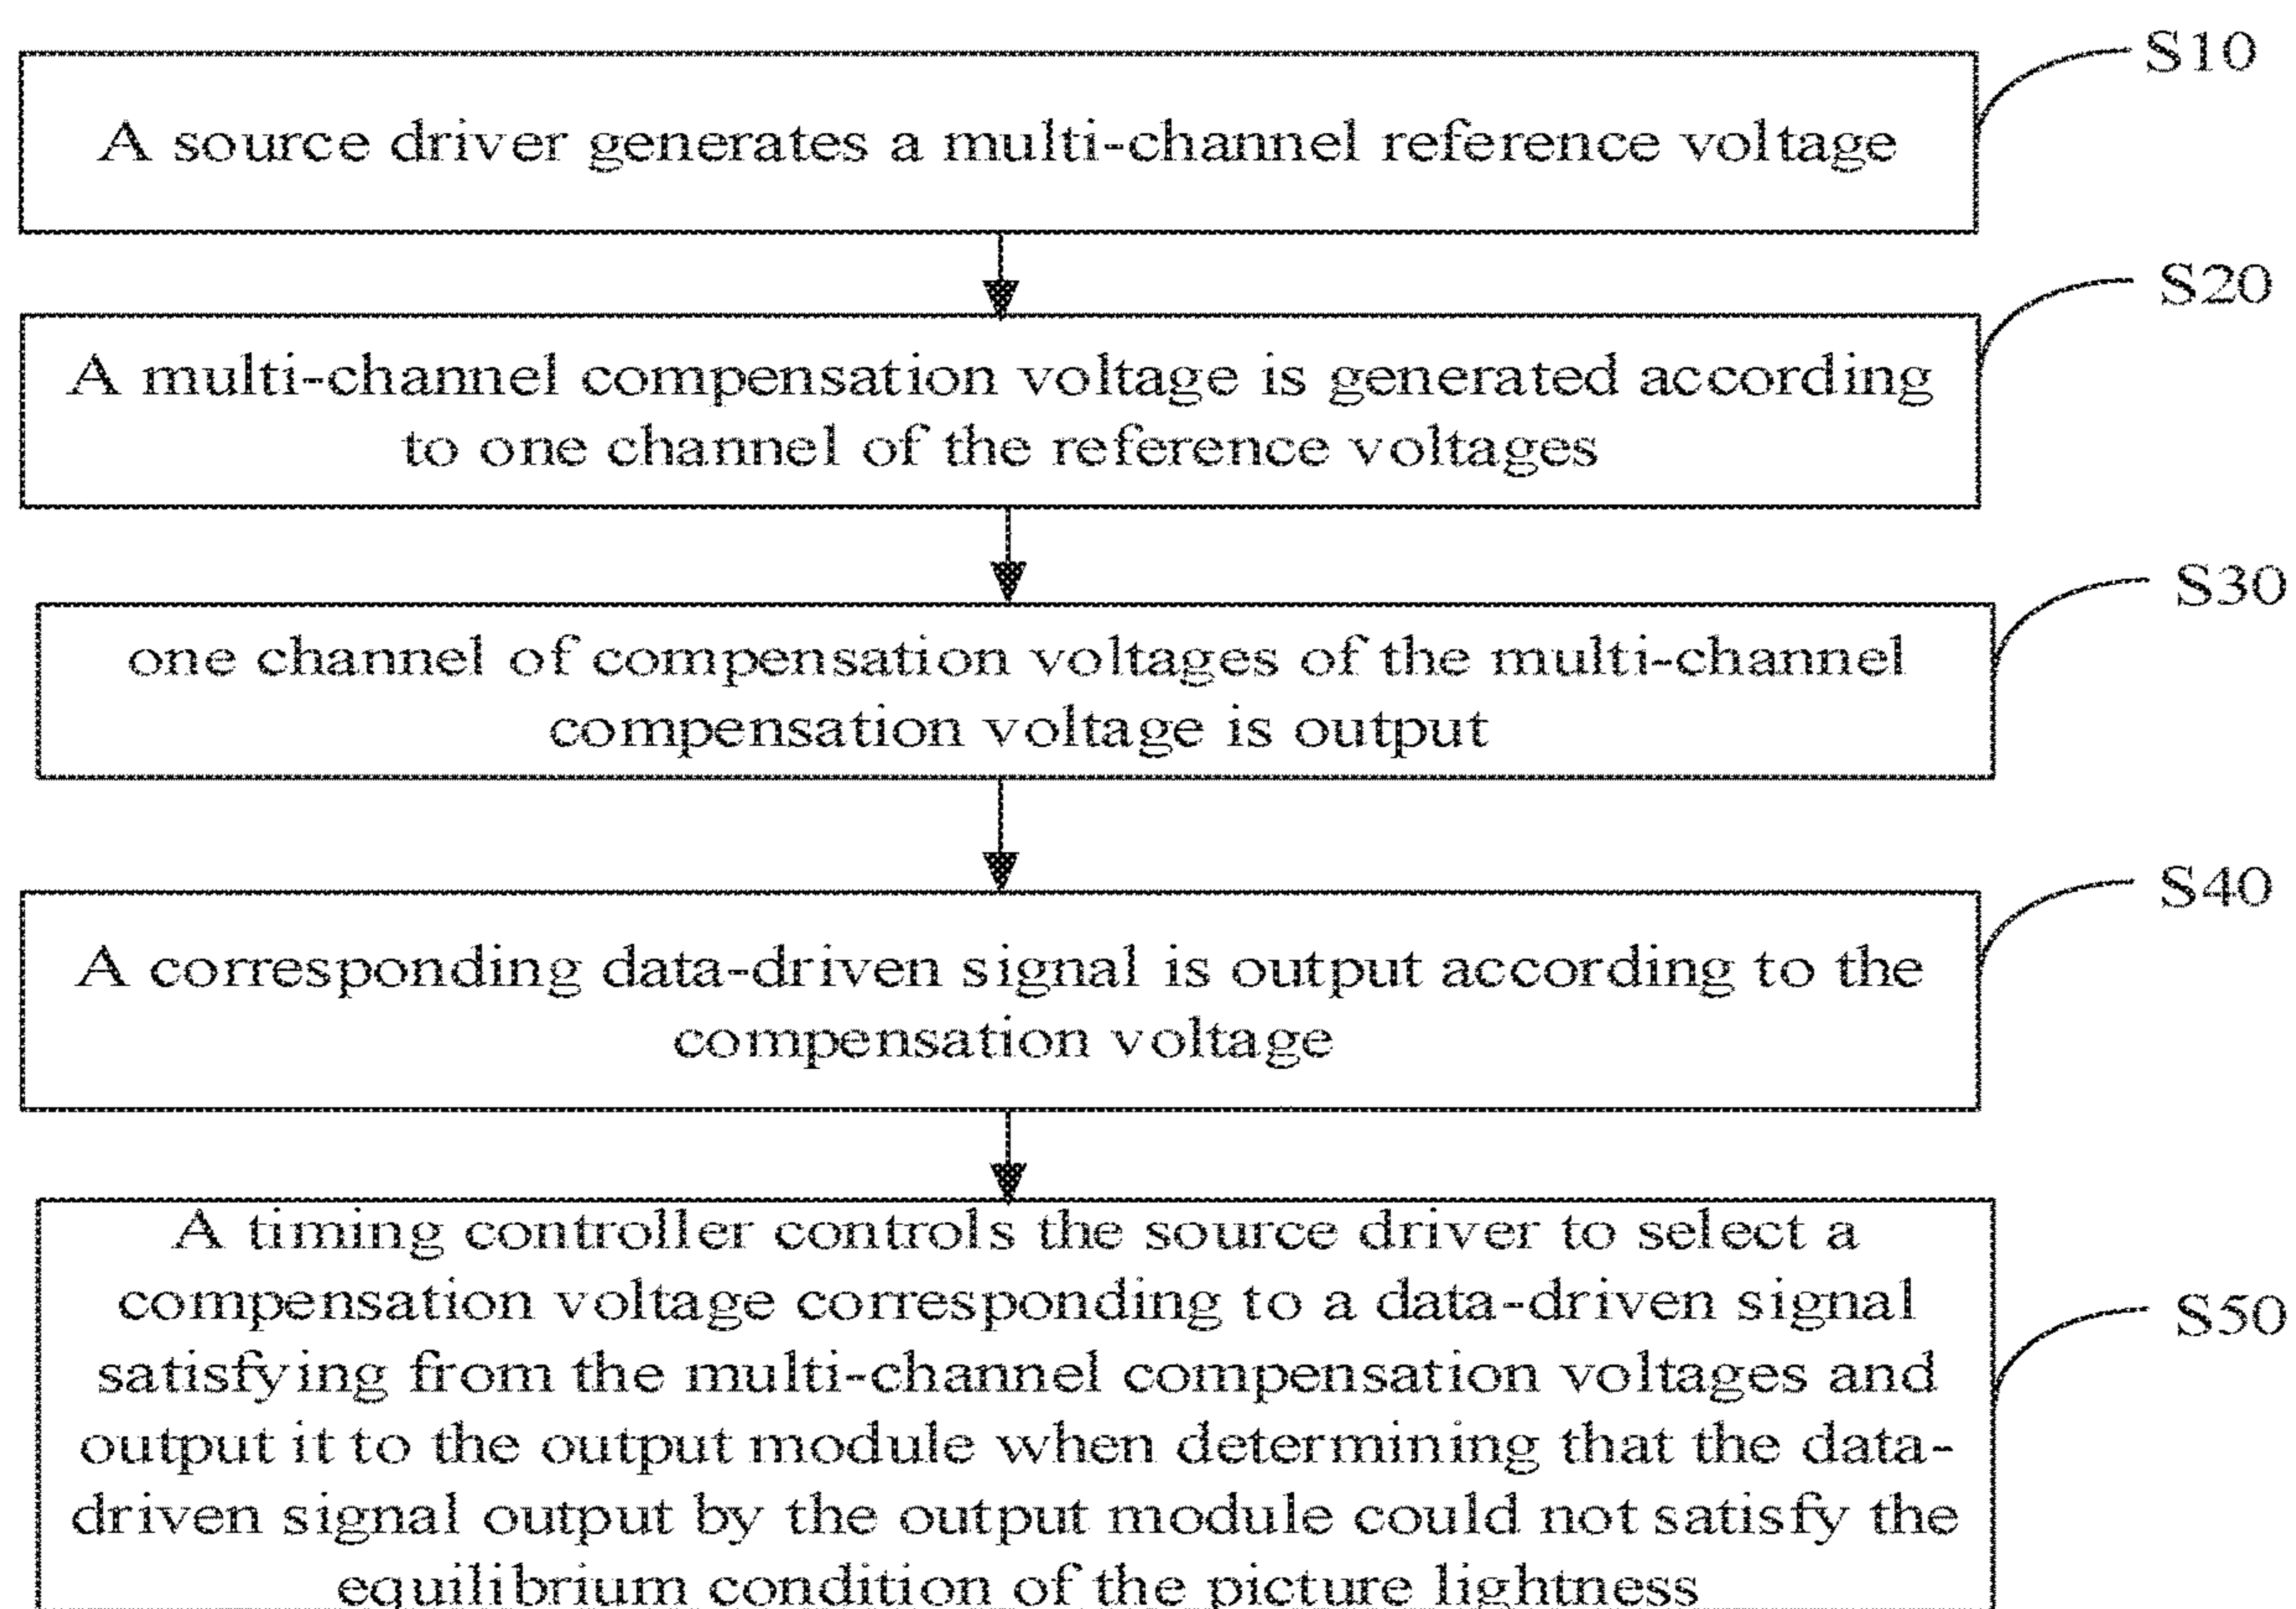 S10
A source driver generates a multi-channel reference voltage
S20
A multi-channel compensation voltage is generated according
to one channel of the reference voltages
S30
one channel of compensation voltages of the multi-channel
compensation voltage is output
S40
A corresponding data-driven signal is output according to the
compensation voltage
A timing controller controls the source driver to select a
compensation voltage corresponding to a data-driven signal
S50
satisfying from the multi-channel compensation voltages and
output it to the output module when determining that the data-
driven signal output by the output module could not satisfy the
equilibrium condition of the picture lightness